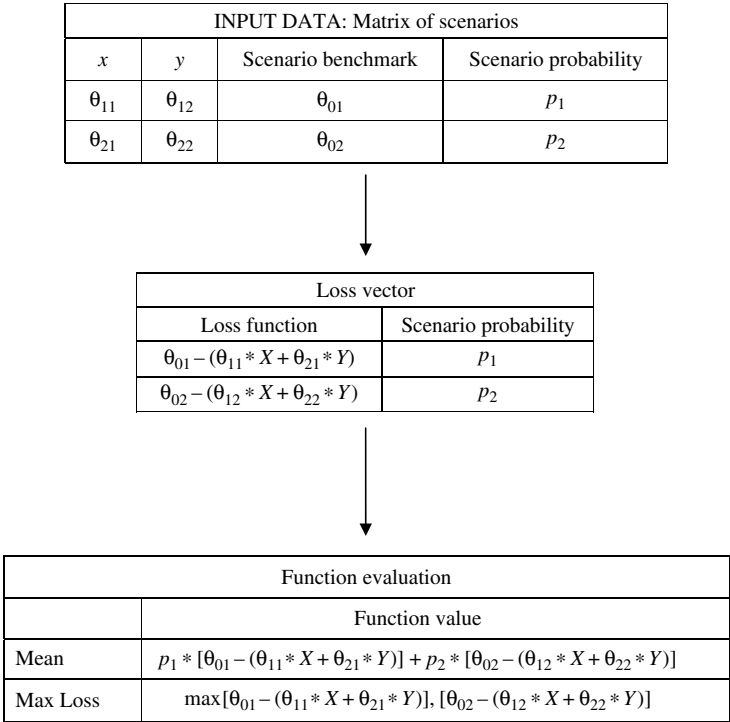 INPUT DATA: Matrix of scenarios
x y Scenario benchmark Scenario probability
θ₁₁ θ₁₂ θ₀₁ p₁
θ₂₁ θ₂₂ θ₀₂ p₂
Loss vector
Loss function Scenario probability
θ₀₁ – (θ₁₁ * X + θ₂₁ * Y) p₁
θ₀₂ – (θ₁₂ * X + θ₂₂ * Y) p₂
Function evaluation
Function value
Mean p₁ * [θ₀₁ – (θ₁₁ * X + θ₂₁ * Y)] + p₂ * [θ₀₂ – (θ₁₂ * X + θ₂₂ * Y)]
Max Loss max[θ₀₁ – (θ₁₁ * X + θ₂₁ * Y)], [θ₀₂ – (θ₁₂ * X + θ₂₂ * Y)]